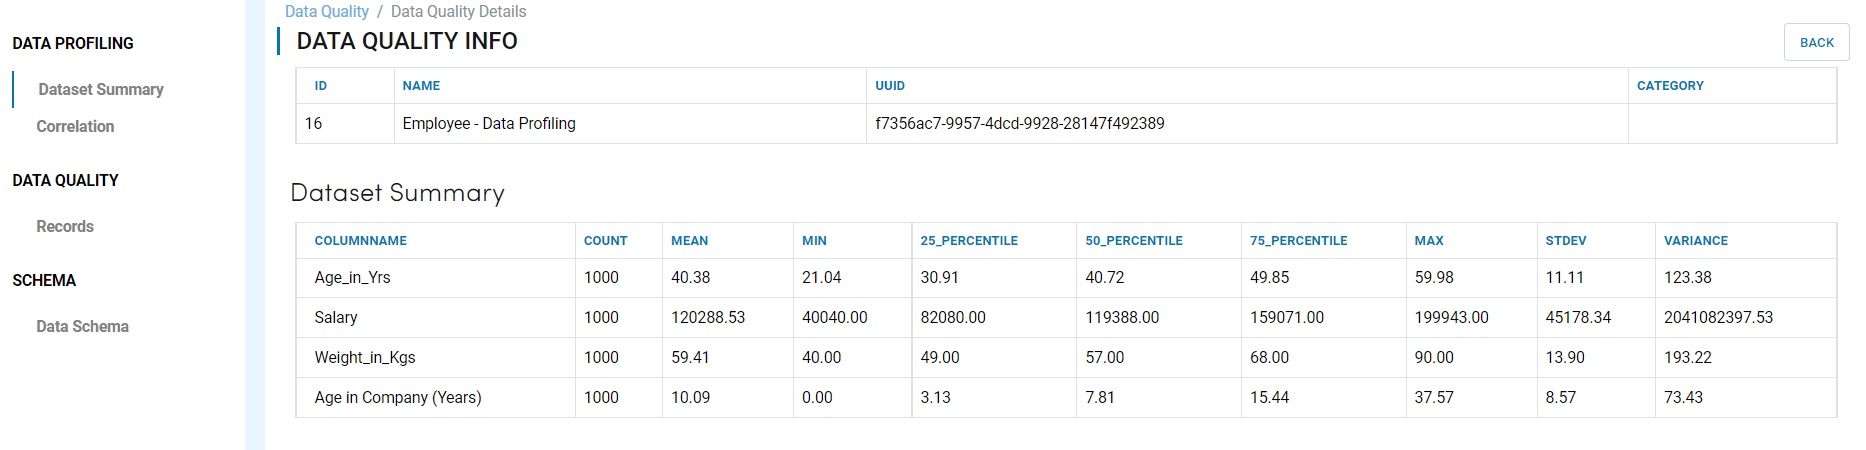 DATA PROFILING
Dataset Summary
Correlation
DATA QUALITY
Records
SCHEMA
Data Schema
Data Quality / Data Quality Details
DATA QUALITY INFO
BACK
ID NAME UUID CATEGORY
16 Employee - Data Profiling f7356ac7-9957-4dcd-9928-28147f492389
Dataset Summary
COLUMNNAME COUNT MEAN MIN 25_PERCENTILE 50_PERCENTILE 75_PERCENTILE MAX STDEV VARIANCE
Age_in_Yrs 1000 40.38 21.04 30.91 40.72 49.85 59.98 11.11 123.38
Salary 1000 120288.53 40040.00 82080.00 119388.00 159071.00 199943.00 45178.34 2041082397.53
Weight_in_Kgs 1000 59.41 40.00 49.00 57.00 68.00 90.00 13.90 193.22
Age in Company (Years) 1000 10.09 0.00 3.13 7.81 15.44 37.57 8.57 73.43